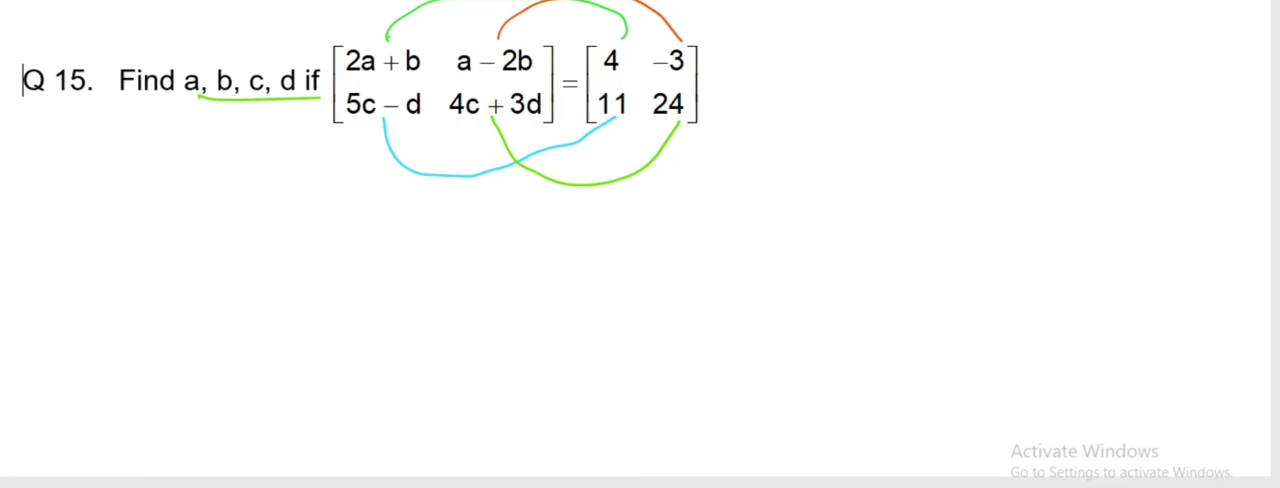 Q 15. Find a, b, c, d if [2a + b a – 2b] = [4 –3]
[5c – d 4c + 3d] [11 24]
Activate Windows
Go to Settings to activate Windows.